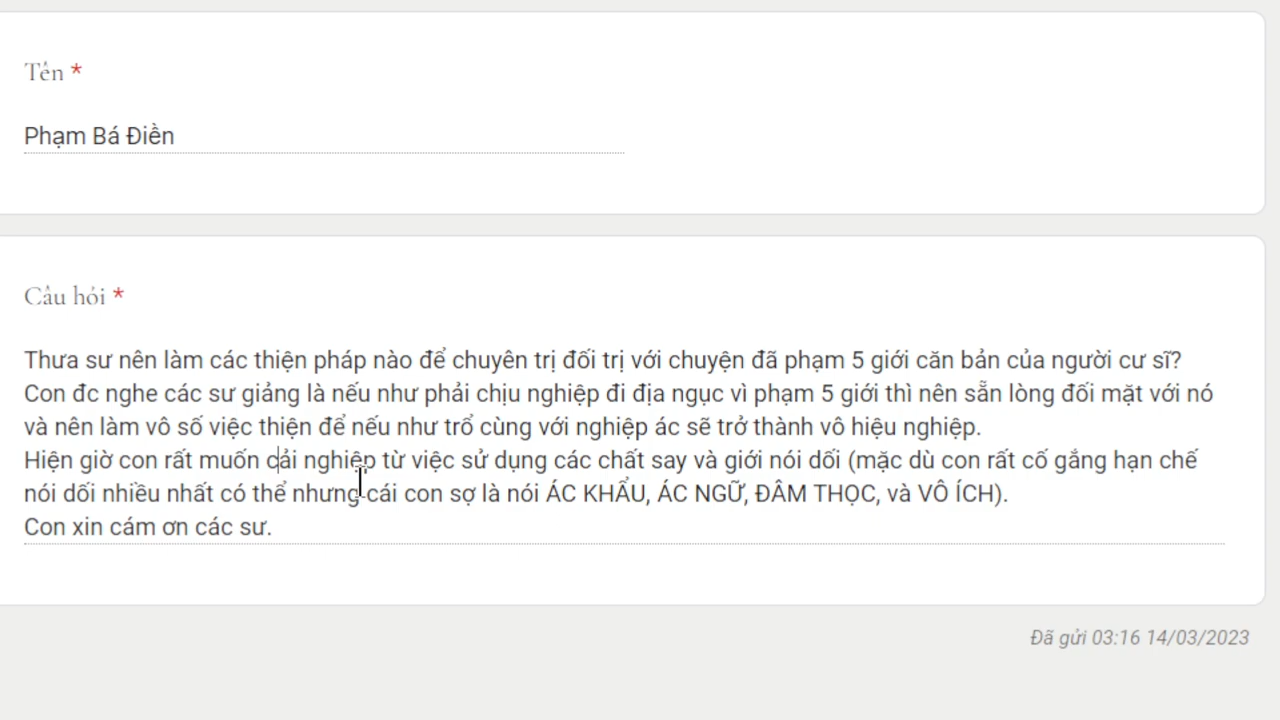 Tên *
Phạm Bá Điền
Câu hỏi *
Thưa sư nên làm các thiện pháp nào để chuyên trị đối trị với chuyện đã phạm 5 giới căn bản của người cư sĩ?
Con đc nghe các sư giảng là nếu như phải chịu nghiệp đi địa ngục vì phạm 5 giới thì nên sẵn lòng đối mặt với nó
và nên làm vô số việc thiện để nếu như trổ cùng với nghiệp ác sẽ trở thành vô hiệu nghiệp.
Hiện giờ con rất muốn cải nghiệp từ việc sử dụng các chất say và giới nói dối (mặc dù con rất cố gắng hạn chế
nói dối nhiều nhất có thể nhưng cái con sợ là nói ÁC KHẨU, ÁC NGỮ, ĐÂM THỌC, và VÔ ÍCH).
Con xin cám ơn các sư.
Đã gửi 03:16 14/03/2023